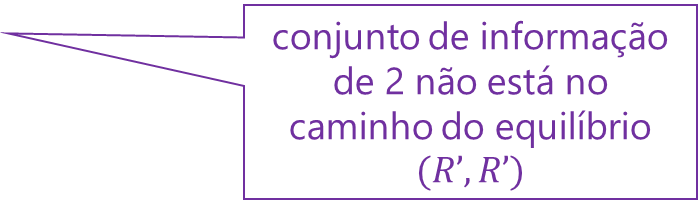 conjunto de informação
de 2 não está no
caminho do equilíbrio
(R’, R’)